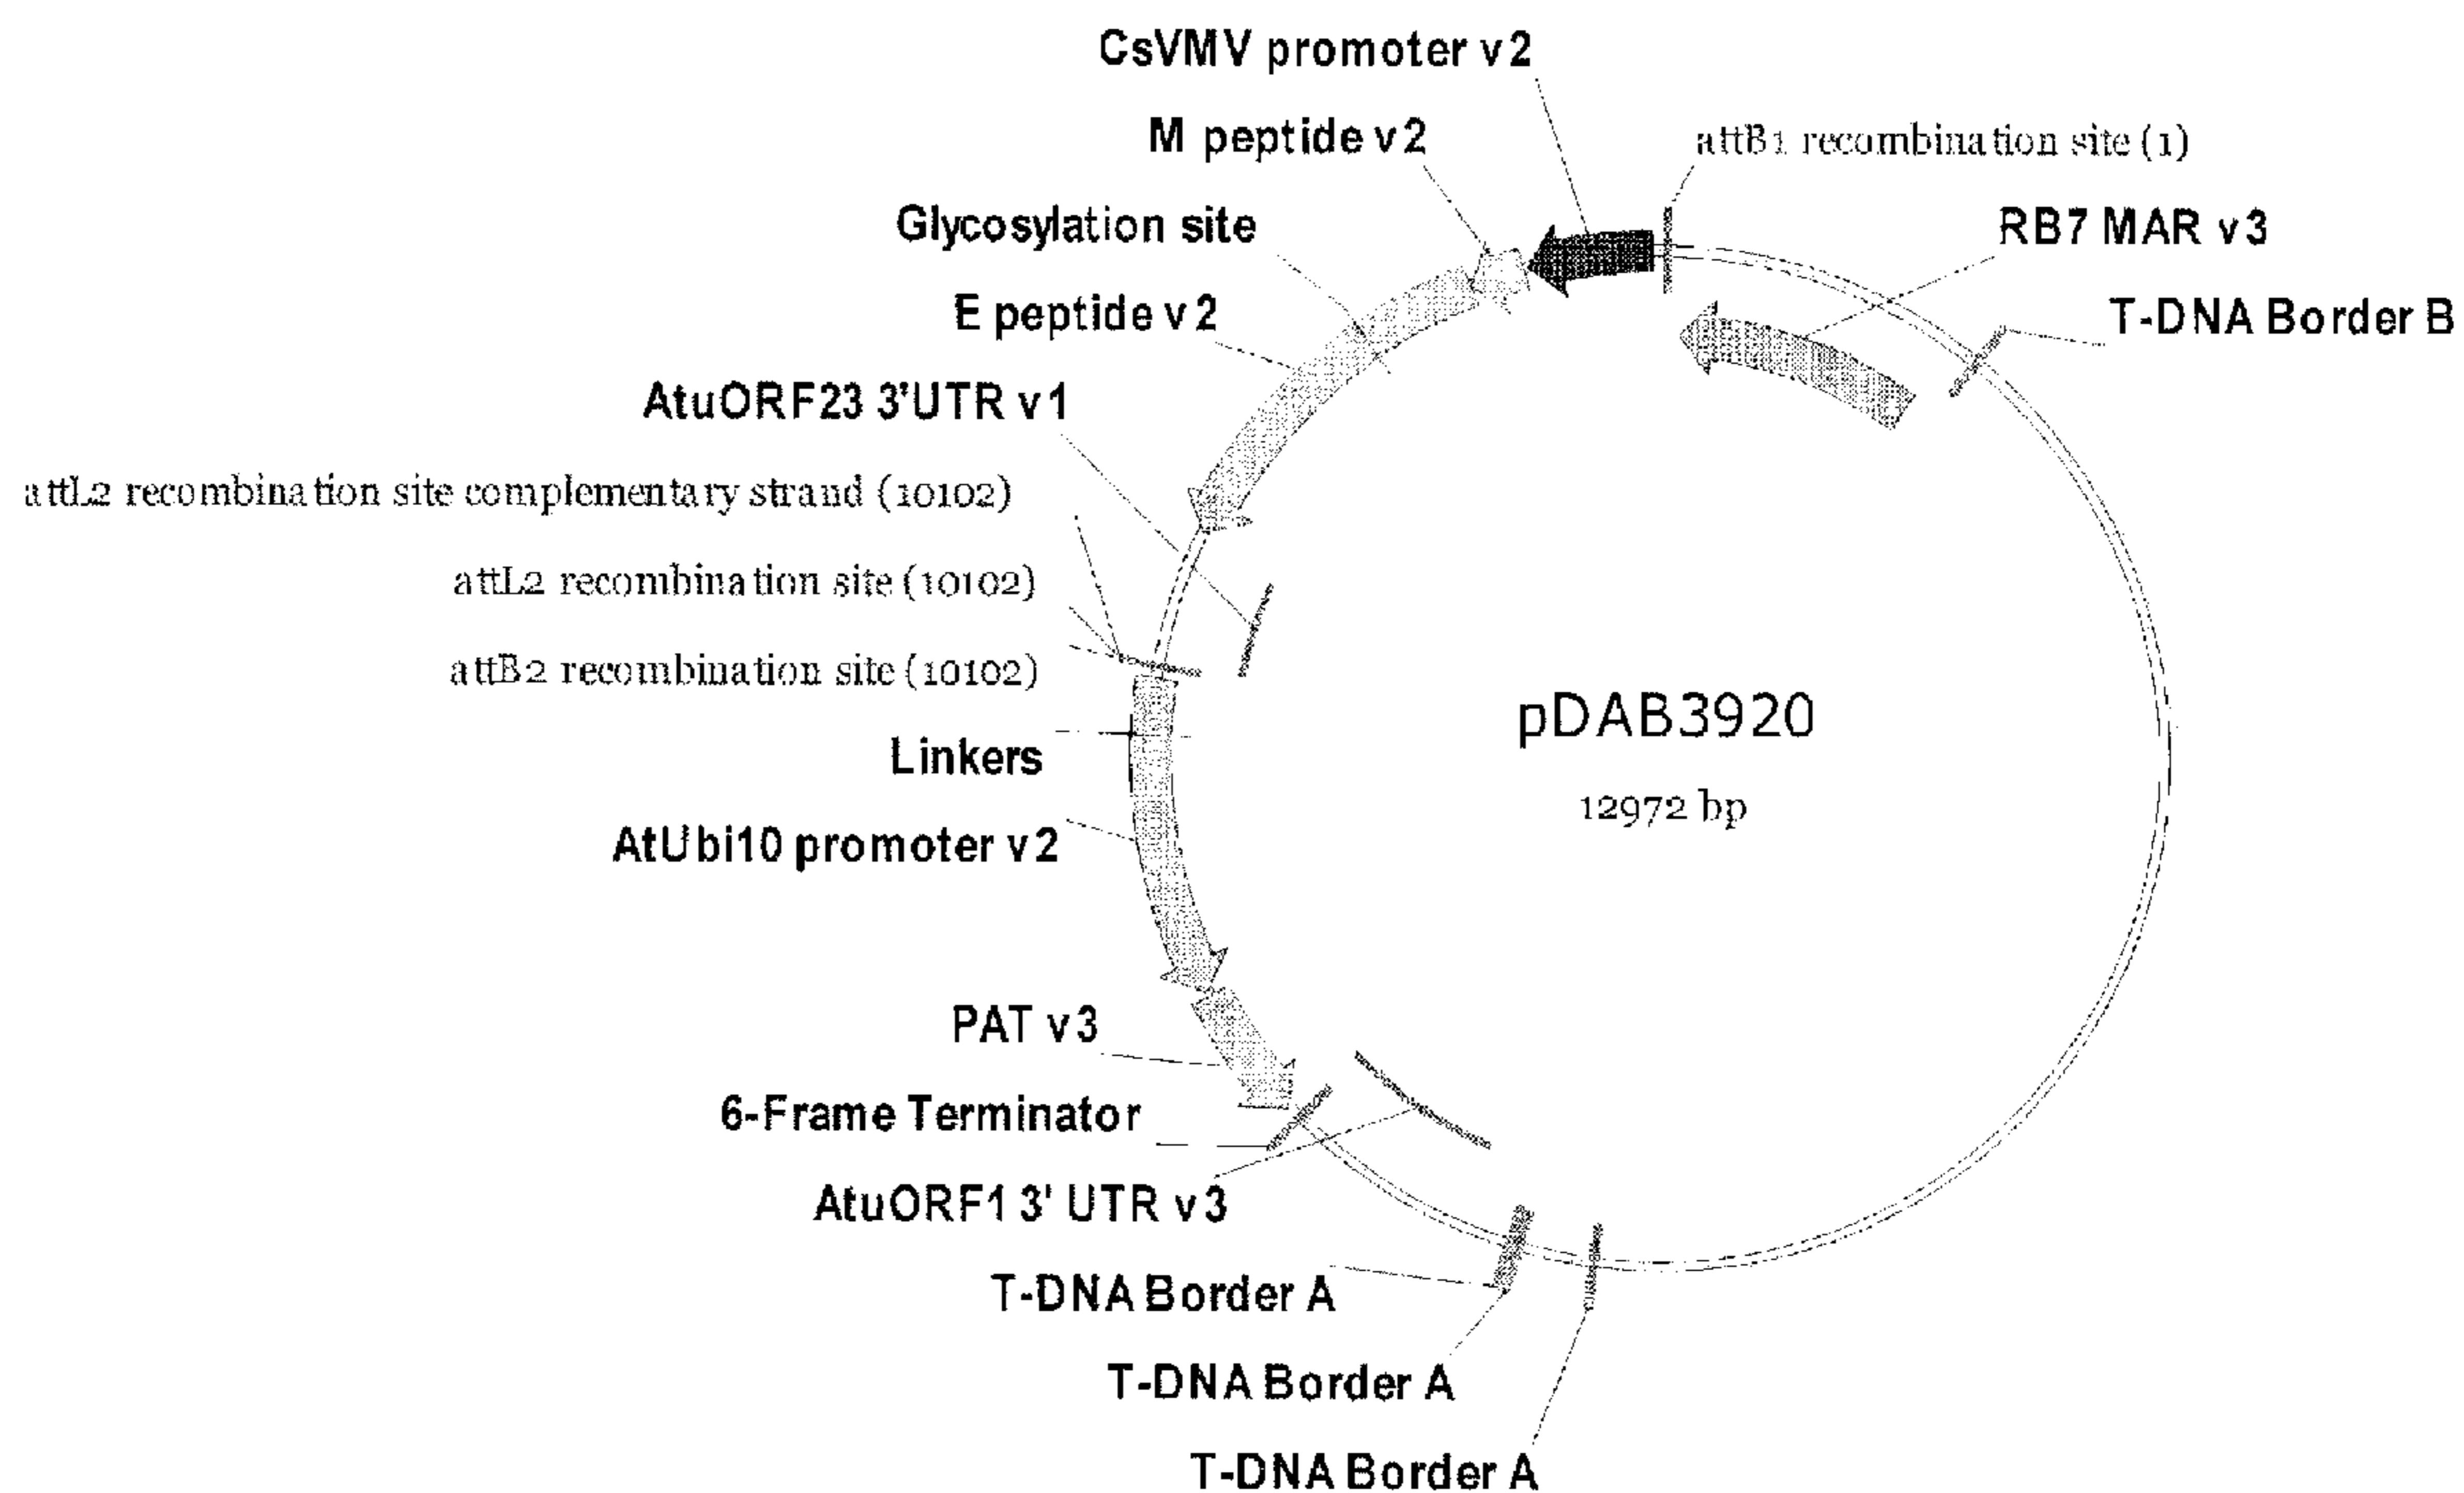 CsVMV promoter v2
M peptide v2
attB1 recombination site (1)
Glycosylation site
RB7 MAR v3
E peptide v2
T-DNA Border B
AtuORF23 3'UTR v1
attL2 recombination site complementary strand (10102)
attL2 recombination site (10102)
attB2 recombination site (10102)
pDAB3920
Linkers
12972 bp
AtUbi10 promoter v2
PAT v3
6-Frame Terminator
AtuORF1 3' UTR v3
T-DNA Border A
T-DNA Border A
T-DNA Border A